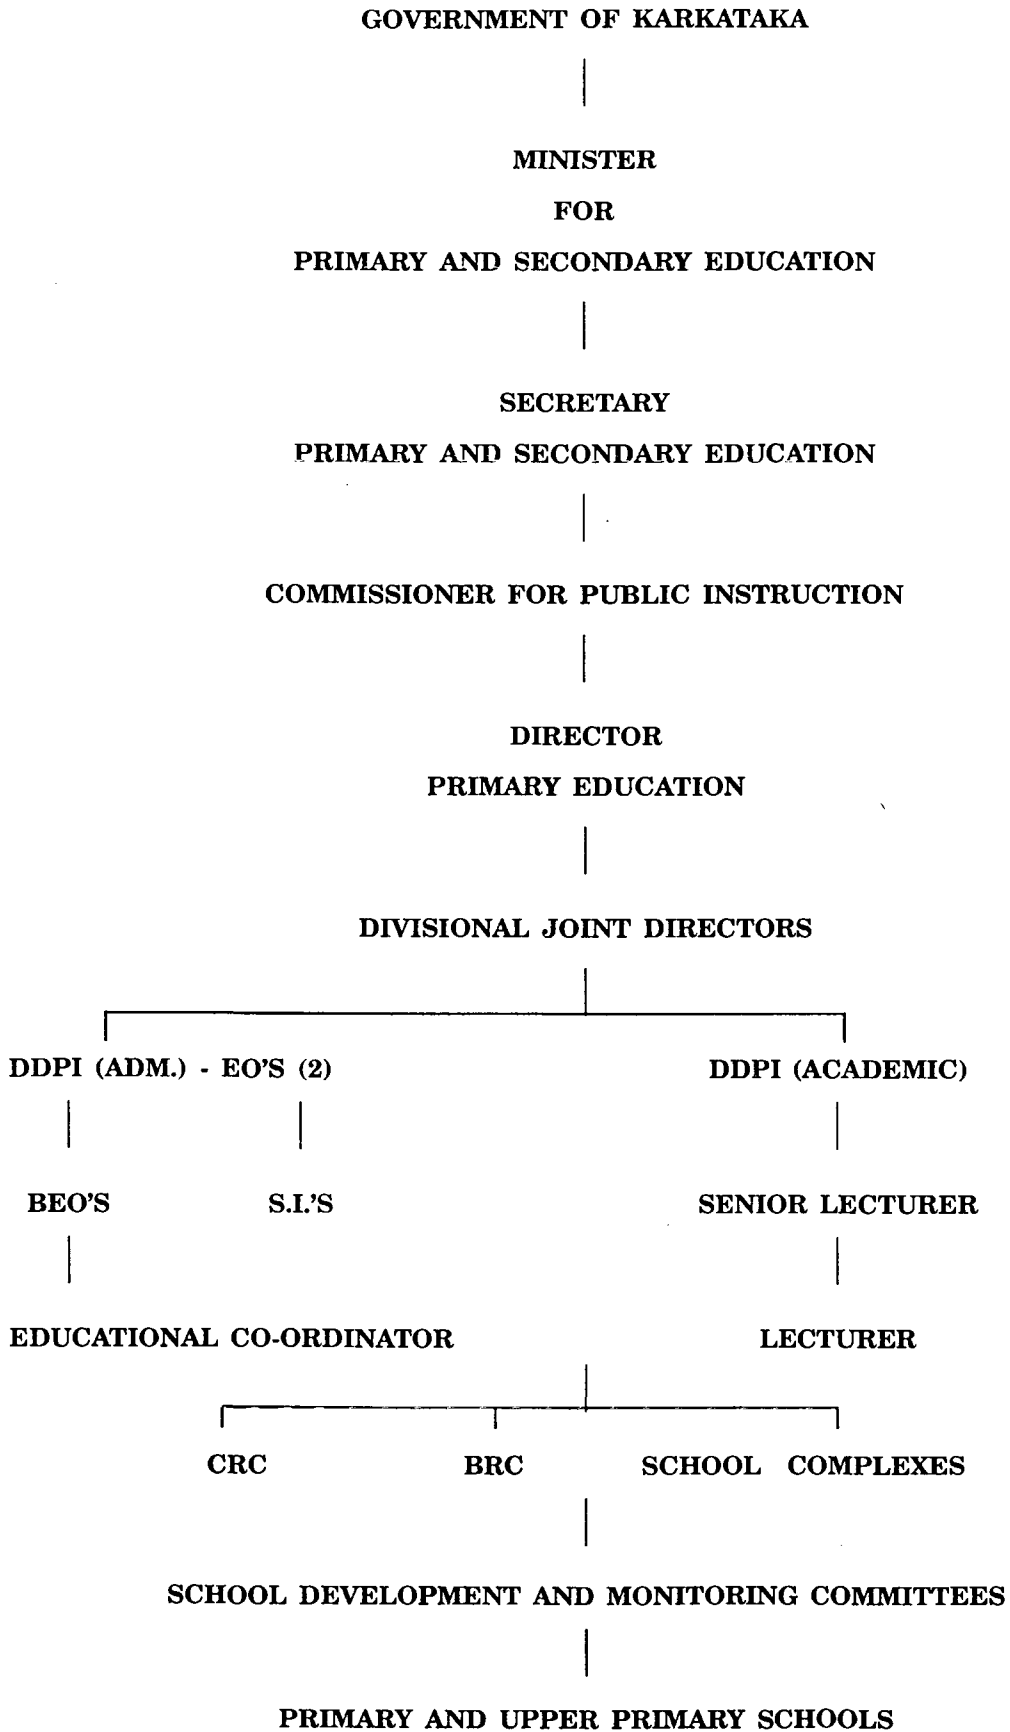 GOVERNMENT OF KARKATAKA
MINISTER
FOR
PRIMARY AND SECONDARY EDUCATION
SECRETARY
PRIMARY AND SECONDARY EDUCATION
COMMISSIONER FOR PUBLIC INSTRUCTION
DIRECTOR
PRIMARY EDUCATION
DIVISIONAL JOINT DIRECTORS
DDPI (ADM.) - EO'S (2) DDPI (ACADEMIC)
BEO'S S.I.'S SENIOR LECTURER
EDUCATIONAL CO-ORDINATOR LECTURER
CRC BRC SCHOOL COMPLEXES
SCHOOL DEVELOPMENT AND MONITORING COMMITTEES
PRIMARY AND UPPER PRIMARY SCHOOLS